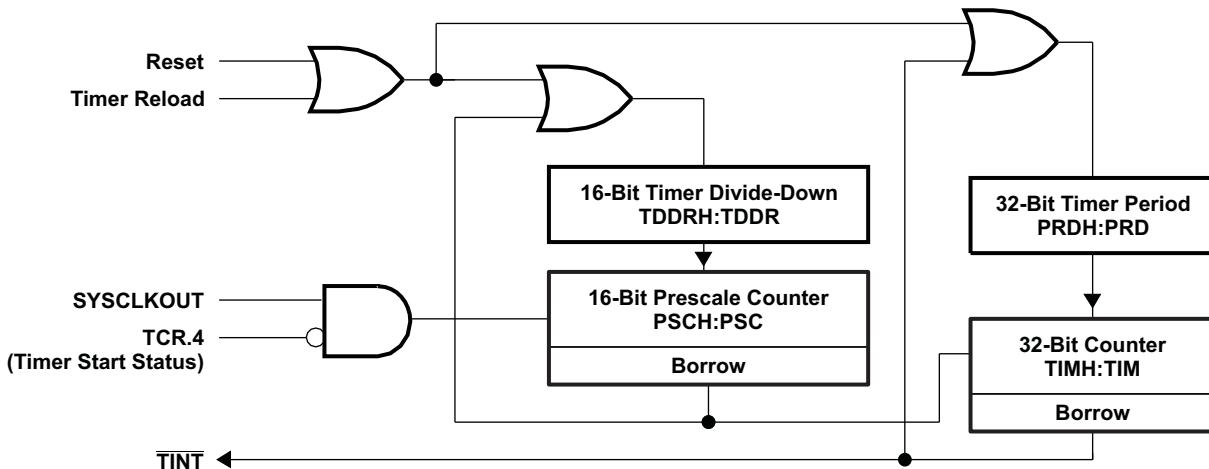 Reset
Timer Reload
16-Bit Timer Divide-Down
TDDRH:TDDR
32-Bit Timer Period
PRDH:PRD
SYSCLKOUT
TCR.4
(Timer Start Status)
16-Bit Prescale Counter
PSCH:PSC
Borrow
32-Bit Counter
TIMH:TIM
Borrow
TINT